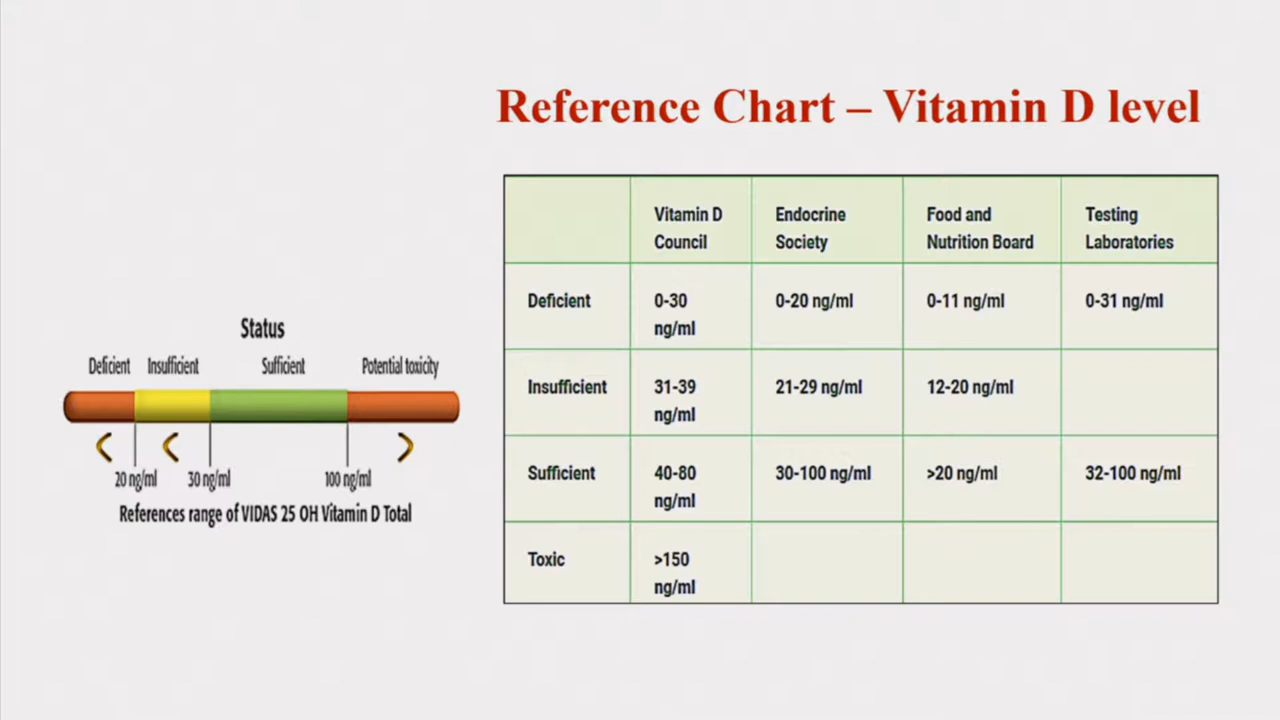 Reference Chart – Vitamin D level
Status
Deficient Insufficient Sufficient Potential toxicity
20 ng/ml 30 ng/ml 100 ng/ml
References range of VIDAS 25 OH Vitamin D Total
Vitamin D Council Endocrine Society Food and Nutrition Board Testing Laboratories
Deficient 0-30 ng/ml 0-20 ng/ml 0-11 ng/ml 0-31 ng/ml
Insufficient 31-39 ng/ml 21-29 ng/ml 12-20 ng/ml
Sufficient 40-80 ng/ml 30-100 ng/ml >20 ng/ml 32-100 ng/ml
Toxic >150 ng/ml